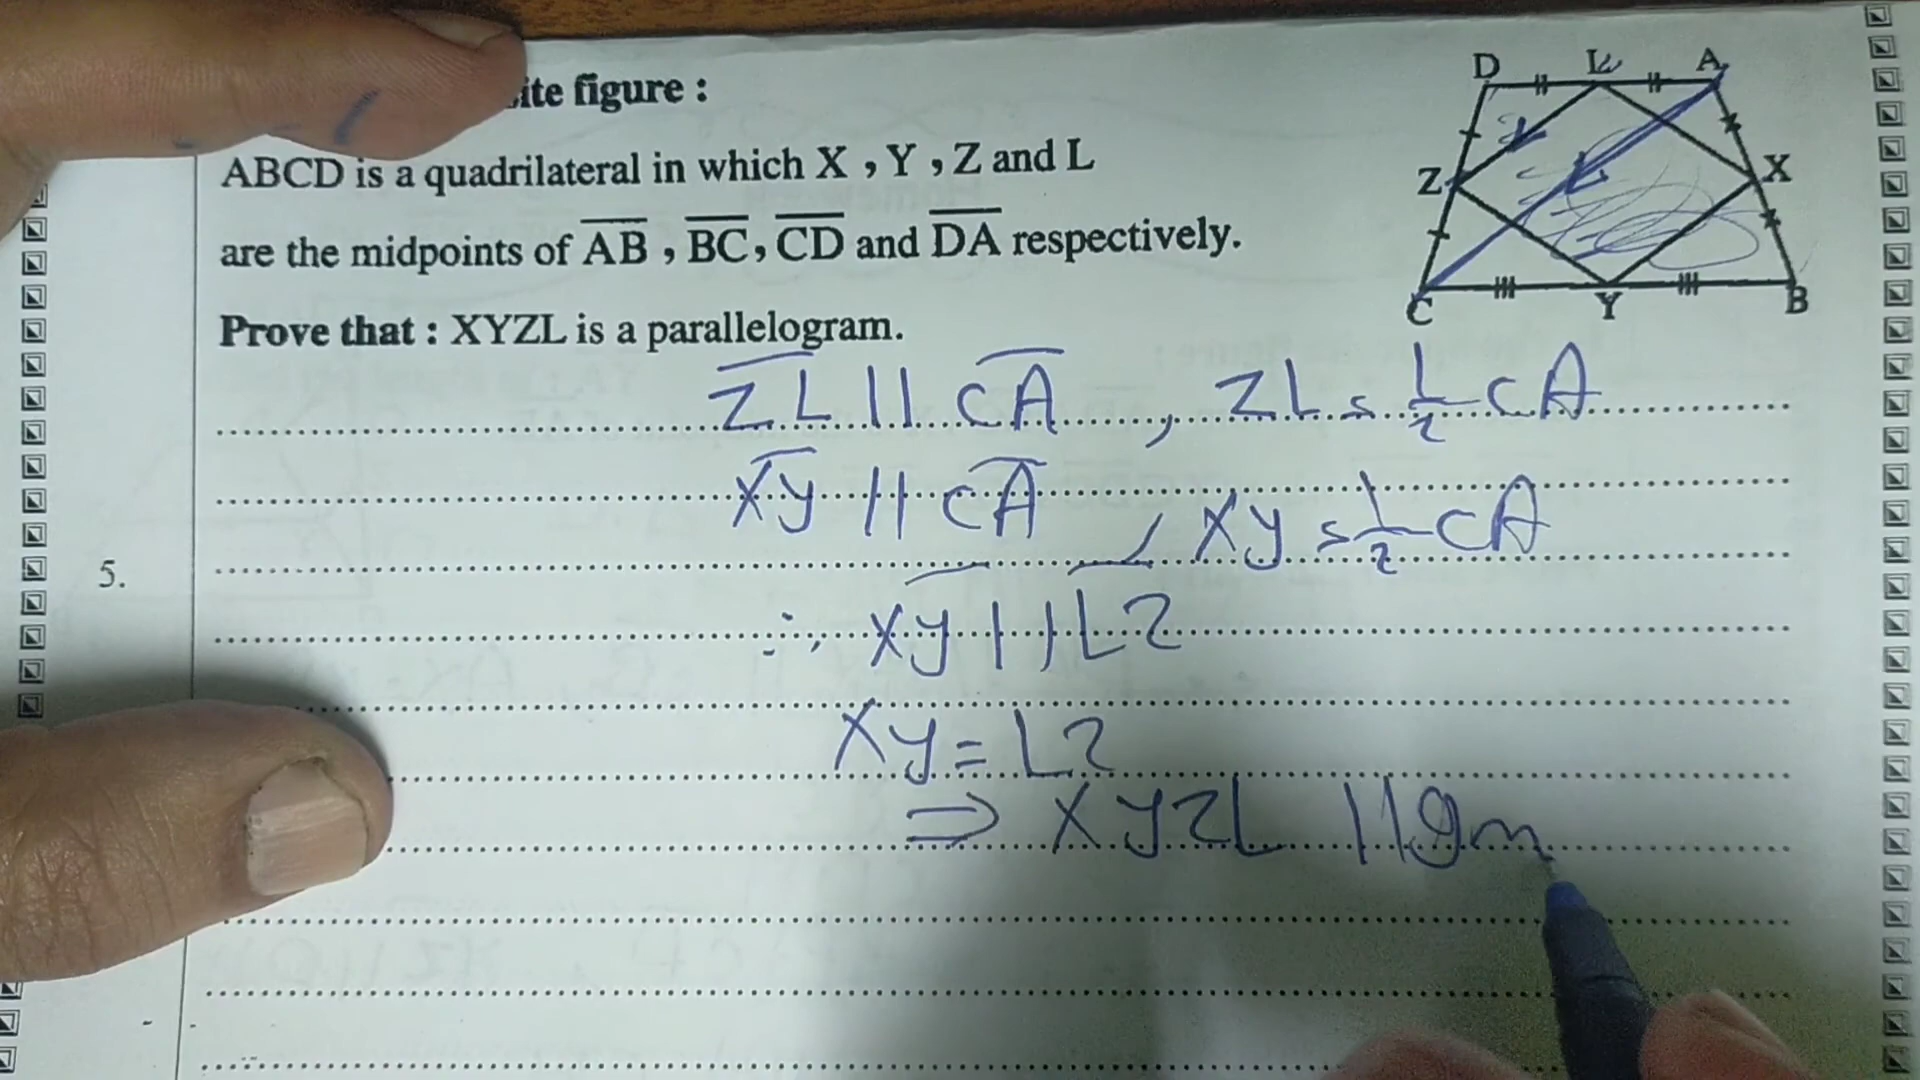 ite figure :
ABCD is a quadrilateral in which X , Y , Z and L
are the midpoints of AB , BC , CD and DA respectively.
Prove that : XYZL is a parallelogram.
D L A
Z X
C Y B
ZL || CA , ZL = 1/2 CA
XY || CA , XY = 1/2 CA
5.
∴ XY || LZ
XY = LZ
⇒ XYZL ||gm